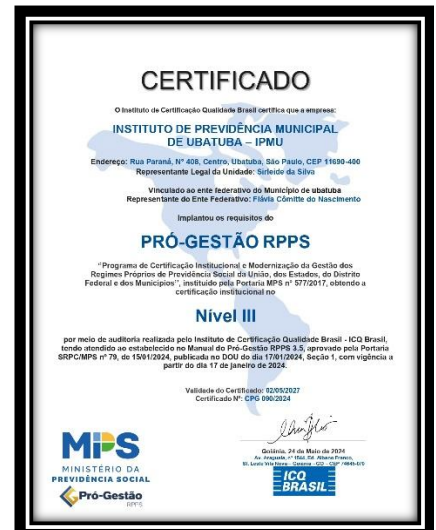 CERTIFICADO
O Instituto de Certificação Qualidade Brasil certifica que a empresa:
INSTITUTO DE PREVIDÊNCIA MUNICIPAL
DE UBATUBA – IPMU
Endereço: Rua Paraná, Nº 408, Centro, Ubatuba, São Paulo, CEP 11690-400
Representante Legal da Unidade: Sirleide da Silva
Vinculado ao ente federativo do Município de ubatuba
Representante do Ente Federativo: Flávia Cômitte do Nascimento
Implantou os requisitos do
PRÓ-GESTÃO RPPS
"Programa de Certificação Institucional e Modernização da Gestão dos
Regimes Próprios de Previdência Social da União, dos Estados, do Distrito
Federal e dos Municípios", instituído pela Portaria MPS nº 577/2017, obtendo a
certificação institucional no
Nível III
por meio de auditoria realizada pelo Instituto de Certificação Qualidade Brasil - ICQ Brasil,
tendo atendido ao estabelecido no Manual do Pró-Gestão RPPS 3.5, aprovado pela Portaria
SRPC/MPS nº 79, de 15/01/2024, publicada no DOU do dia 17/01/2024, Seção 1, com vigência a
partir do dia 17 de janeiro de 2024.
Validade do Certificado: 02/05/2027
Certificado Nº: CPG 090/2024
Goiânia, 24 de Maio de 2024
MPS
MINISTÉRIO DA
PREVIDÊNCIA SOCIAL
Pró-Gestão
RPPS
ICQ
BRASIL